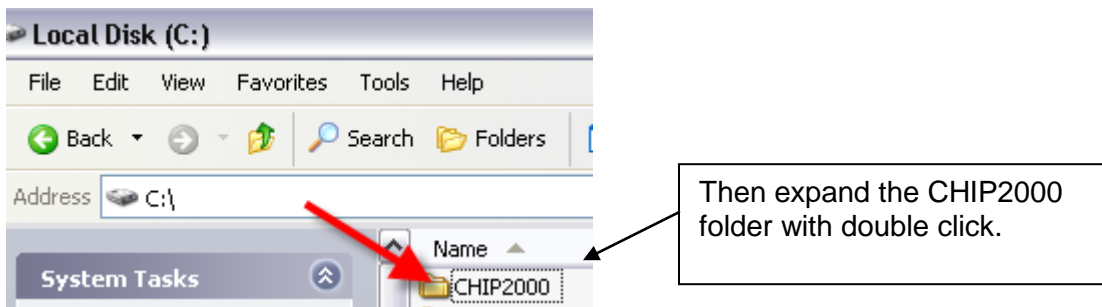 Local Disk (C:)
File Edit View Favorites Tools Help
Back Search Folders
Address C:\
Name
System Tasks
CHIP2000
Then expand the CHIP2000
folder with double click.